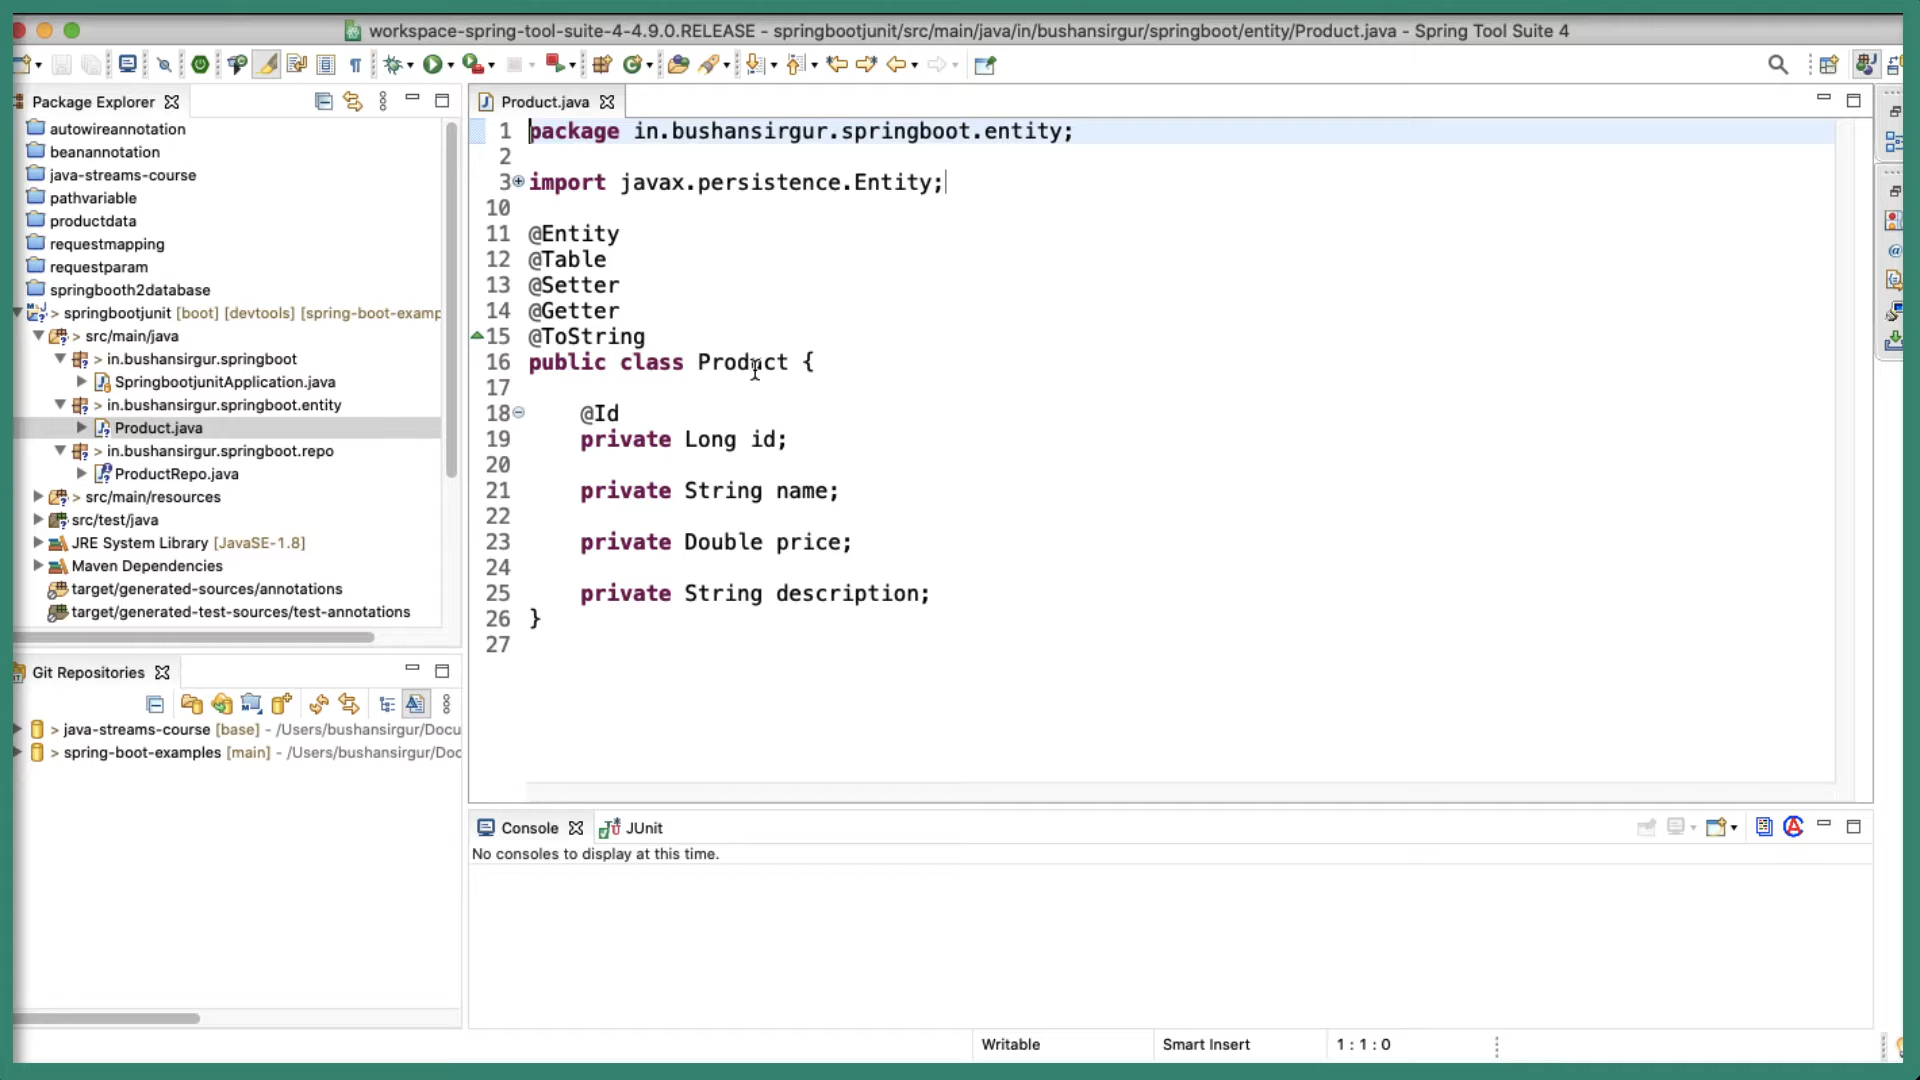 workspace-spring-tool-suite-4-4.9.0.RELEASE - springbootjunit/src/main/java/in/bushansirgur/springboot/entity/Product.java - Spring Tool Suite 4
Package Explorer
autowireannotation
beanannotation
java-streams-course
pathvariable
productdata
requestmapping
requestparam
springbooth2database
> springbootjunit [boot] [devtools] [spring-boot-examp
> src/main/java
> in.bushansirgur.springboot
SpringbootjunitApplication.java
> in.bushansirgur.springboot.entity
Product.java
> in.bushansirgur.springboot.repo
ProductRepo.java
> src/main/resources
src/test/java
JRE System Library [JavaSE-1.8]
Maven Dependencies
target/generated-sources/annotations
target/generated-test-sources/test-annotations
Git Repositories
> java-streams-course [base] - /Users/bushansirgur/Docu
> spring-boot-examples [main] - /Users/bushansirgur/Doc
Product.java
1 package in.bushansirgur.springboot.entity;
2
3 import javax.persistence.Entity;
10
11 @Entity
12 @Table
13 @Setter
14 @Getter
15 @ToString
16 public class Product {
17
18 @Id
19 private Long id;
20
21 private String name;
22
23 private Double price;
24
25 private String description;
26 }
27
Console
JUnit
No consoles to display at this time.
Writable
Smart Insert
1 : 1 : 0